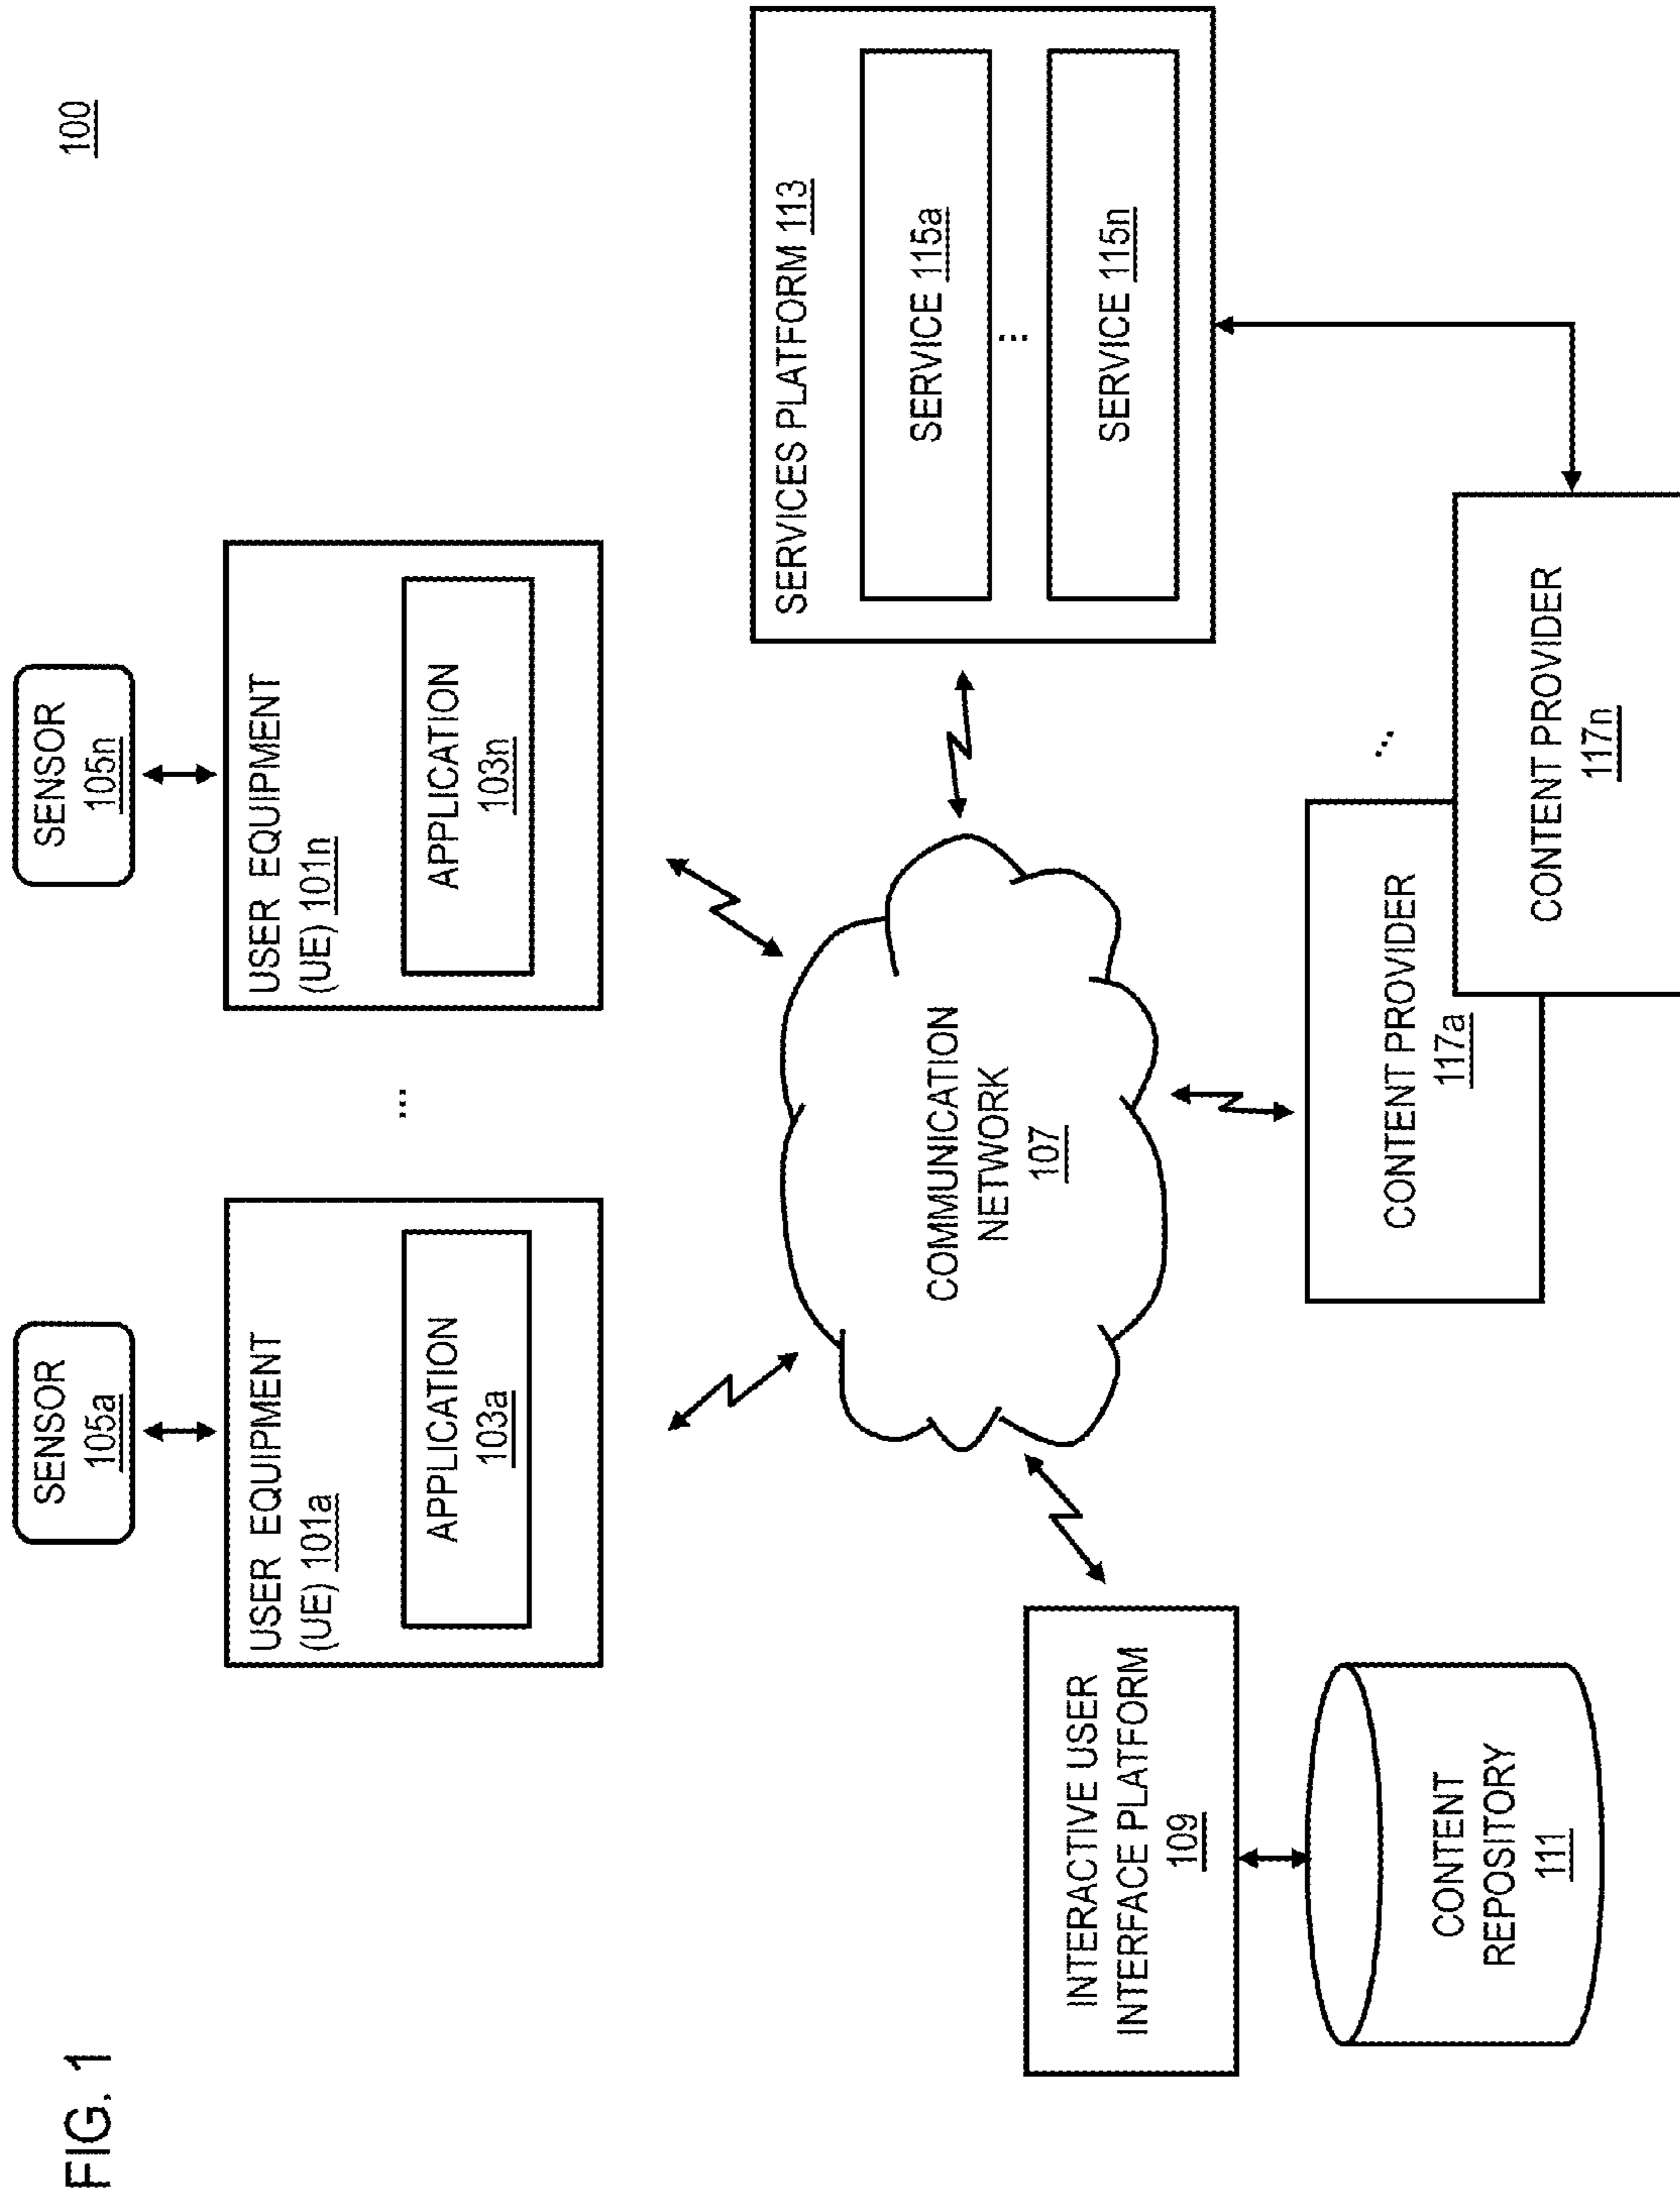 FIG. 1
100
SENSOR
105a
SENSOR
105n
USER EQUIPMENT
(UE) 101a
APPLICATION
103a
...
USER EQUIPMENT
(UE) 101n
APPLICATION
103n
COMMUNICATION
NETWORK
107
SERVICES PLATFORM 113
SERVICE 115a
...
SERVICE 115n
INTERACTIVE USER
INTERFACE PLATFORM
109
CONTENT
REPOSITORY
111
CONTENT PROVIDER
117a
...
CONTENT PROVIDER
117n